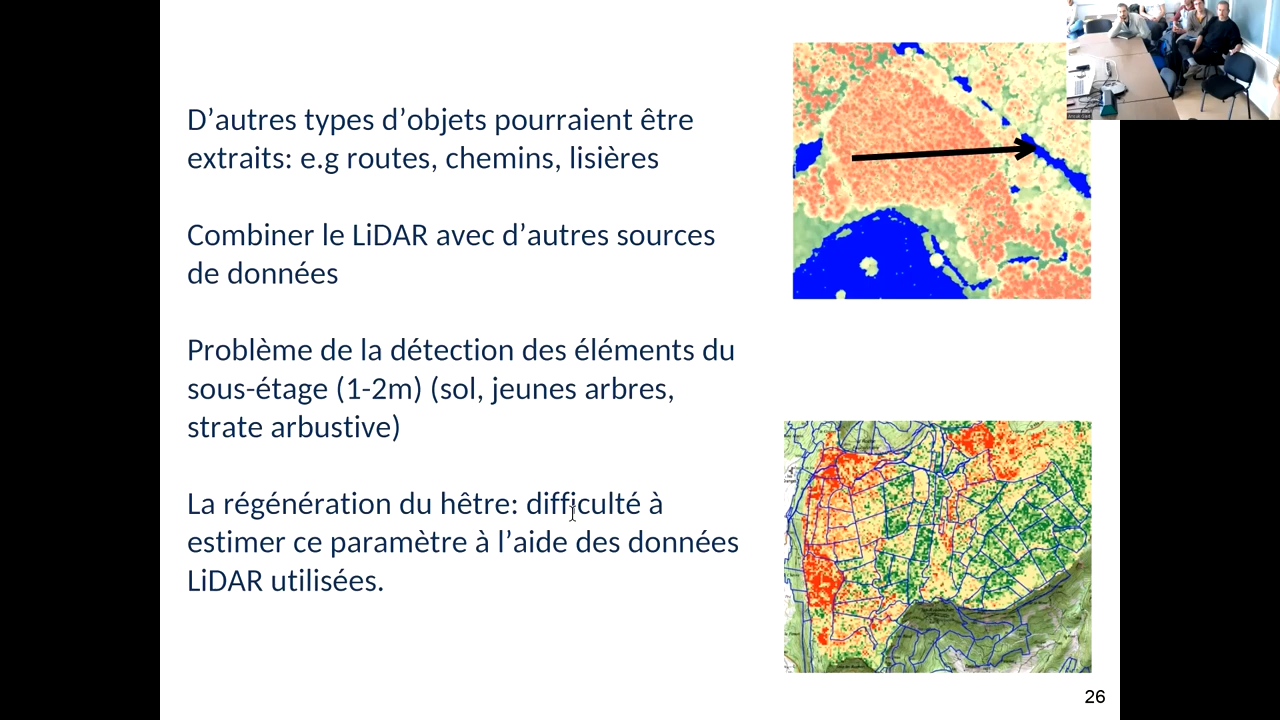 D’autres types d’objets pourraient être
extraits: e.g routes, chemins, lisières
Combiner le LiDAR avec d’autres sources
de données
Problème de la détection des éléments du
sous-étage (1-2m) (sol, jeunes arbres,
strate arbustive)
La régénération du hêtre: difficulté à
estimer ce paramètre à l’aide des données
LiDAR utilisées.
26